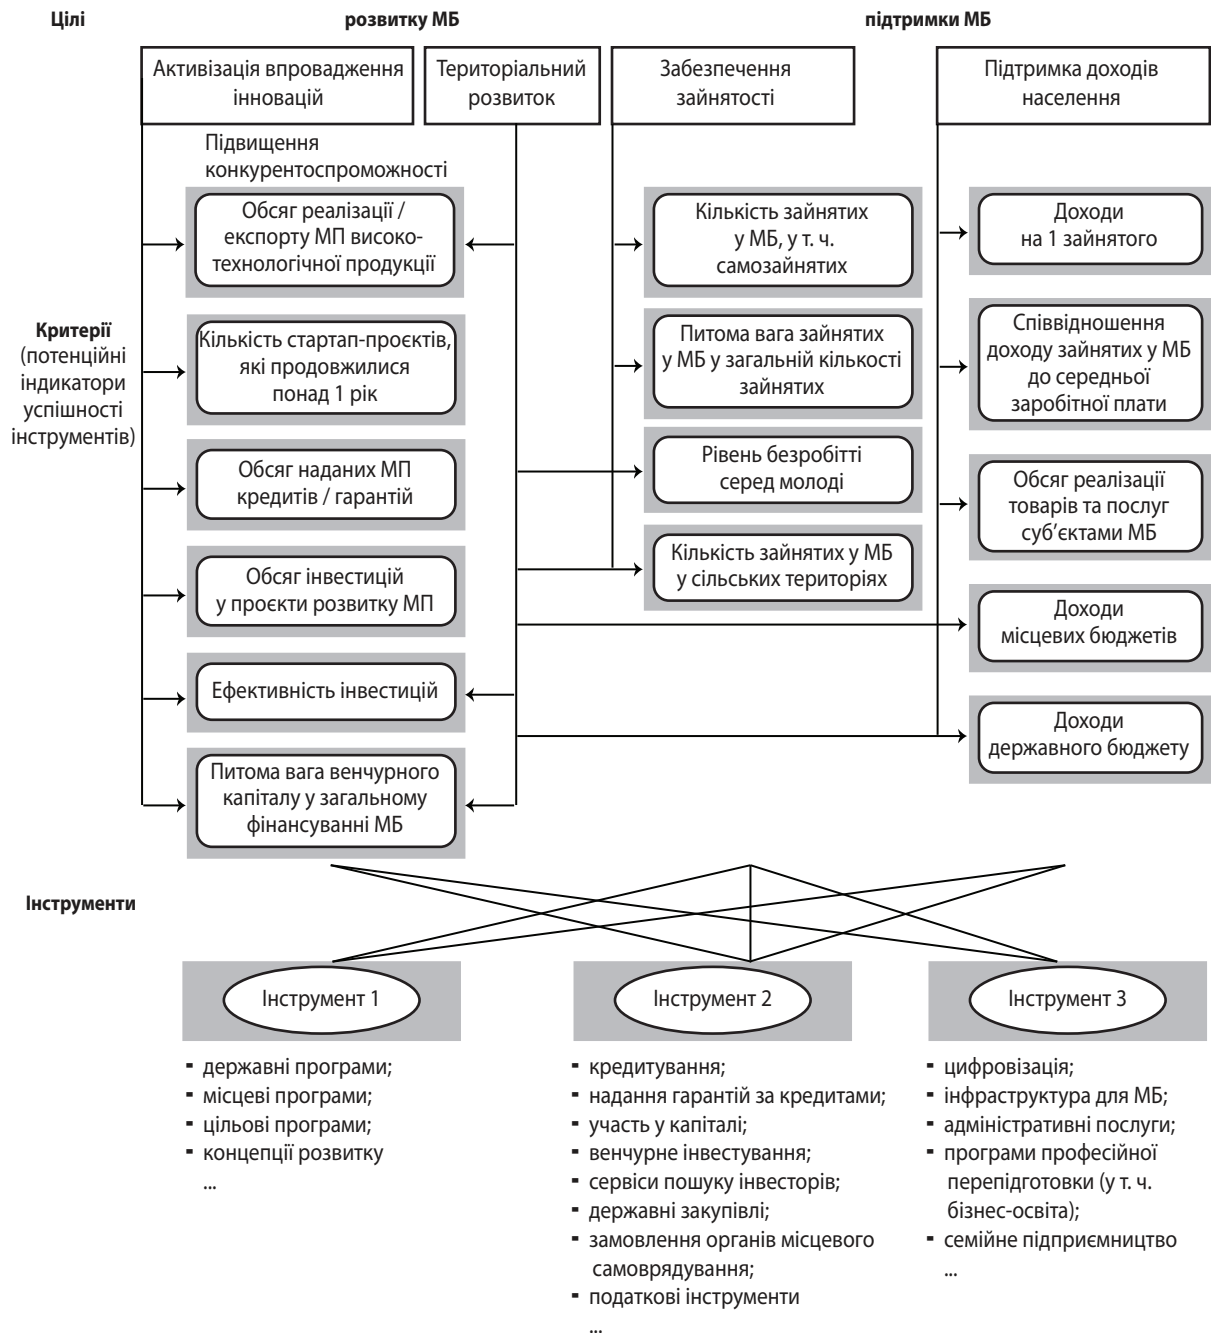 Цілі
розвитку МБ
підтримки МБ
Активізація впровадження
інновацій
Територіальний
розвиток
Забезпечення
зайнятості
Підтримка доходів
населення
Підвищення
конкурентоспроможності
Критерії
(потенційні
індикатори
успішності
інструментів)
Обсяг реалізації /
експорту МП високо-
технологічної продукції
Кількість стартап-проєктів,
які продовжилися
понад 1 рік
Обсяг наданих МП
кредитів / гарантій
Обсяг інвестицій
у проєкти розвитку МП
Ефективність інвестицій
Питома вага венчурного
капіталу у загальному
фінансуванні МБ
Кількість зайнятих
у МБ, у т. ч.
самозайнятих
Питома вага зайнятих
у МБ у загальній кількості
зайнятих
Рівень безробітті
серед молоді
Кількість зайнятих у МБ
у сільських територіях
Доходи
на 1 зайнятого
Співвідношення
доходу зайнятих у МБ
до середньої
заробітної плати
Обсяг реалізації
товарів та послуг
суб’єктами МБ
Доходи
місцевих бюджетів
Доходи
державного бюджету
Інструменти
Інструмент 1
- державні програми;
- місцеві програми;
- цільові програми;
- концепції розвитку
...
Інструмент 2
- кредитування;
- надання гарантій за кредитами;
- участь у капіталі;
- венчурне інвестування;
- сервіси пошуку інвесторів;
- державні закупівлі;
- замовлення органів місцевого
самоврядування;
- податкові інструменти
...
Інструмент 3
- цифровізація;
- інфраструктура для МБ;
- адміністративні послуги;
- програми професійної
перепідготовки (у т. ч.
бізнес-освіта);
- семійне підприємництво
...